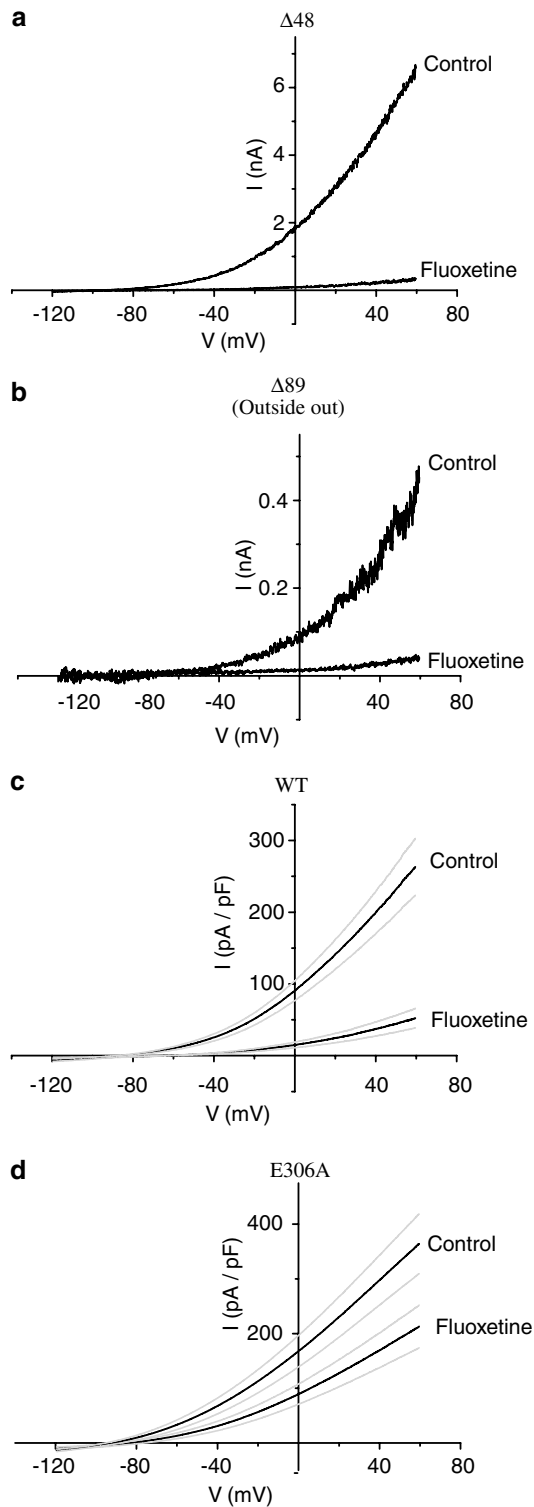 a
Δ48
Control
6
4
I (nA)
2
Fluoxetine
-120 -80 -40 40 80
V (mV)
b
Δ89
(Outside out)
Control
0.4
I (nA)
0.2
Fluoxetine
-120 -80 -40 40 80
V (mV)
c
WT
300
Control
200
I (pA / pF)
100
Fluoxetine
-120 -80 -40 40 80
V (mV)
d
E306A
400
Control
I (pA / pF)
200
Fluoxetine
-120 -80 -40 40 80
V (mV)